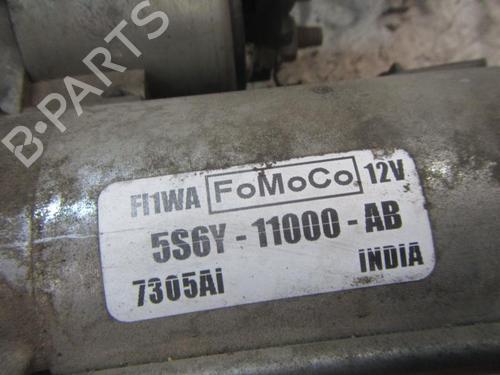 B-PARTS
FI1WA FoMoCo 12V
5S6Y - 11000 - AB
7305Ai iNDiA